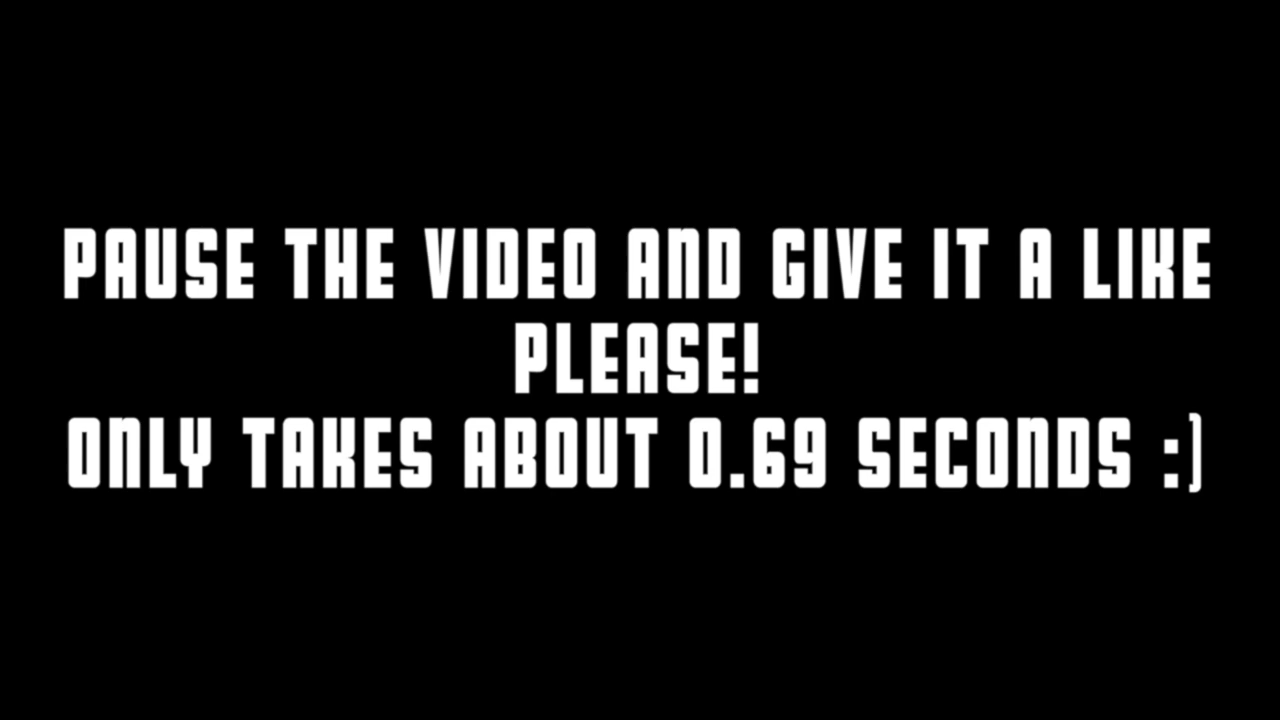 PAUSE THE VIDEO AND GIVE IT A LIKE
PLEASE!
ONLY TAKES ABOUT 0.69 SECONDS :)